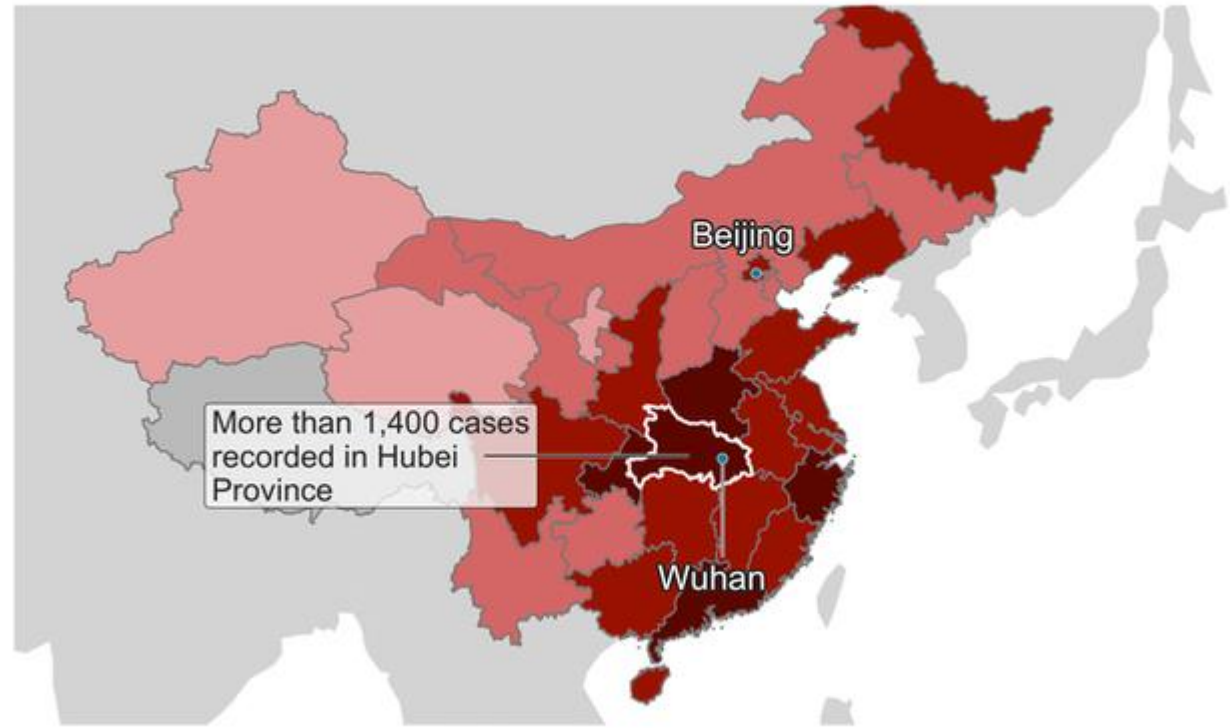 Beijing
More than 1,400 cases
recorded in Hubei
Province
Wuhan